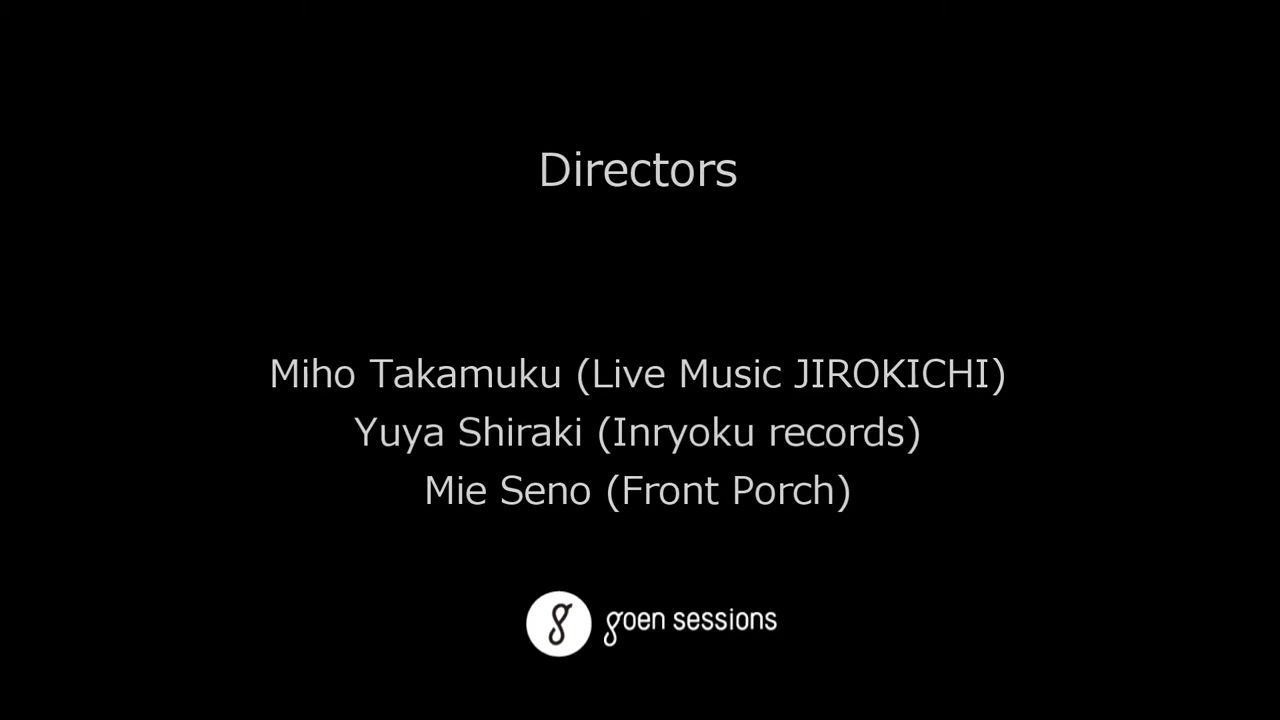 Directors
Miho Takamuku (Live Music JIROKICHI)
Yuya Shiraki (Inryoku records)
Mie Seno (Front Porch)
g goen sessions